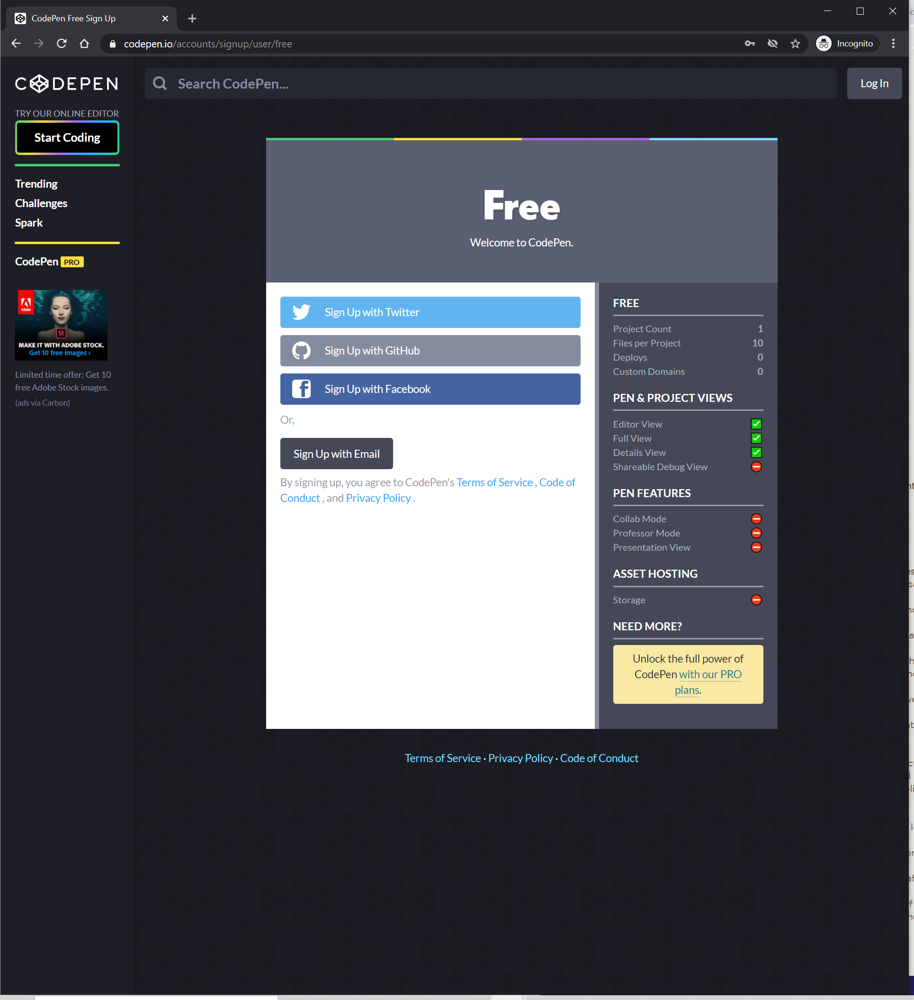 CodePen Free Sign Up
codepen.io/accounts/signup/user/free
Incognito
CODEPEN
Search CodePen...
Log In
TRY OUR ONLINE EDITOR
Start Coding
Trending
Challenges
Spark
CodePen PRO
Adobe
St
MAKE IT WITH ADOBE STOCK.
Get 10 free images ›
Limited time offer: Get 10
free Adobe Stock images.
(ads via Carbon)
Free
Welcome to CodePen.
Sign Up with Twitter
Sign Up with GitHub
Sign Up with Facebook
Or,
Sign Up with Email
By signing up, you agree to CodePen's Terms of Service , Code of
Conduct , and Privacy Policy .
FREE
Project Count 1
Files per Project 10
Deploys 0
Custom Domains 0
PEN & PROJECT VIEWS
Editor View
Full View
Details View
Shareable Debug View
PEN FEATURES
Collab Mode
Professor Mode
Presentation View
ASSET HOSTING
Storage
NEED MORE?
Unlock the full power of
CodePen with our PRO
plans.
Terms of Service · Privacy Policy · Code of Conduct